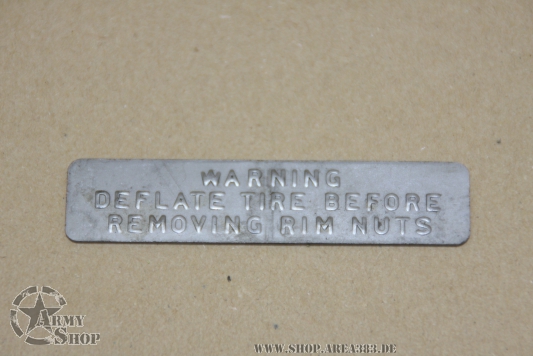 WARNING
DEFLATE TIRE BEFORE
REMOVING RIM NUTS
ARMY
SHOP
WWW.SHOP.AREA383.DE